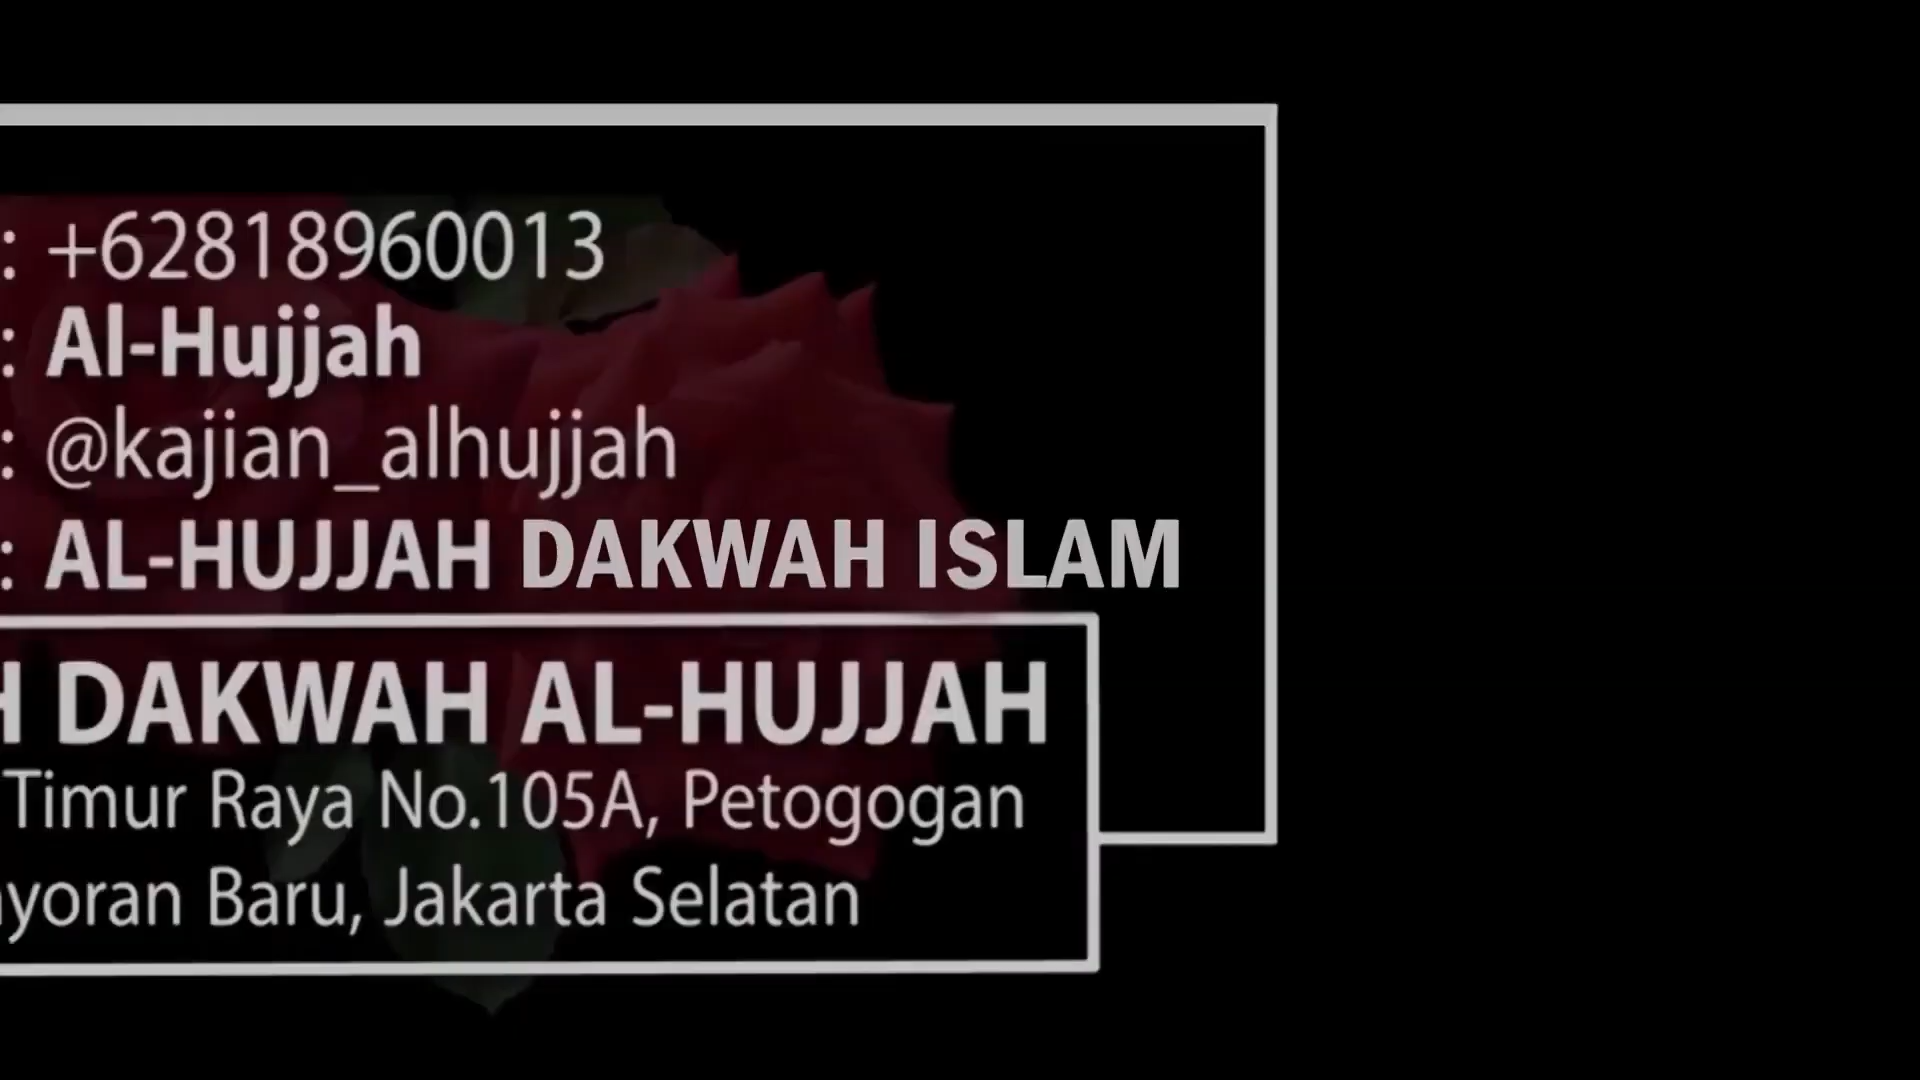 : +62818960013
: Al-Hujjah
: @kajian_alhujjah
: AL-HUJJAH DAKWAH ISLAM
DAKWAH AL-HUJJAH
Timur Raya No.105A, Petogogan
Baru, Jakarta Selatan